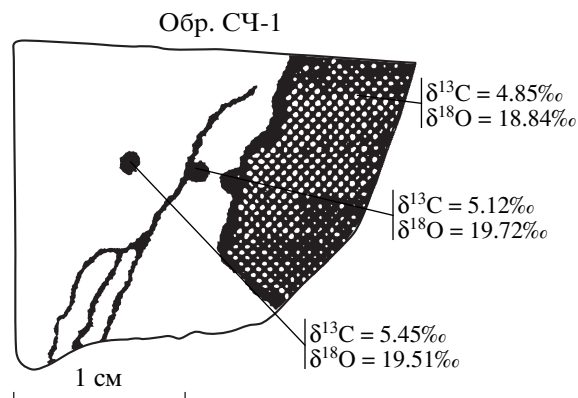 Обр. СЧ-1
δ¹³C = 4.85‰
δ¹⁸O = 18.84‰
δ¹³C = 5.12‰
δ¹⁸O = 19.72‰
δ¹³C = 5.45‰
δ¹⁸O = 19.51‰
1 см